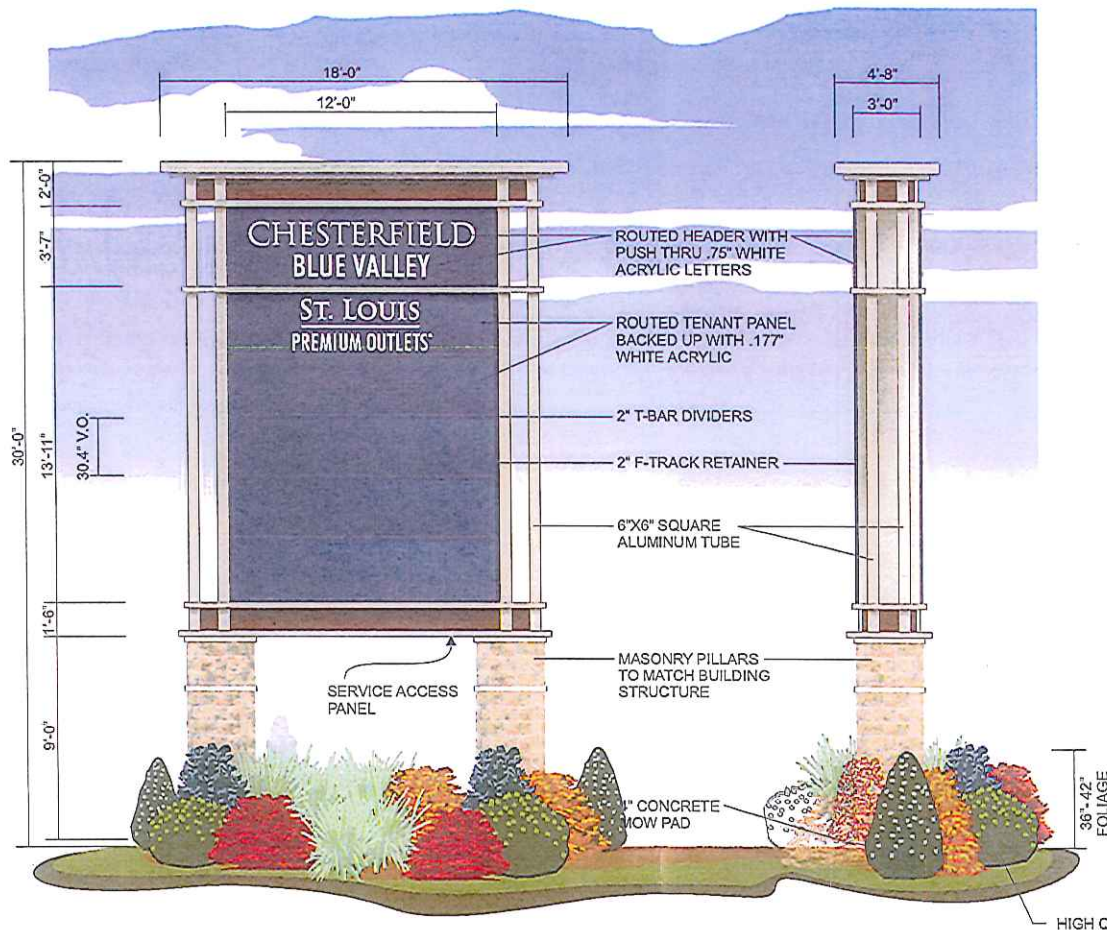 18'-0"
4'-8"
12'-0"
3'-0"
2'-0"
3'-7"
30'-0"
13'-11"
30.4" V.O.
1'-6"
9'-0"
CHESTERFIELD
BLUE VALLEY
ST. LOUIS
PREMIUM OUTLETS
ROUTED HEADER WITH
PUSH THRU .75" WHITE
ACRYLIC LETTERS
ROUTED TENANT PANEL
BACKED UP WITH .177"
WHITE ACRYLIC
2" T-BAR DIVIDERS
2" F-TRACK RETAINER
6"X6" SQUARE
ALUMINUM TUBE
MASONRY PILLARS
TO MATCH BUILDING
STRUCTURE
SERVICE ACCESS
PANEL
CONCRETE
MOW PAD
36"- 42"
FOLIAGE
HIGH